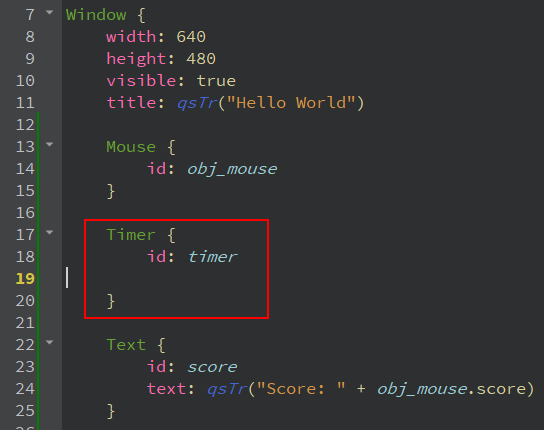 7 Window {
8     width: 640
9     height: 480
10     visible: true
11     title: qsTr("Hello World")
12
13     Mouse {
14         id: obj_mouse
15     }
16
17     Timer {
18         id: timer
19
20     }
21
22     Text {
23         id: score
24         text: qsTr("Score: " + obj_mouse.score)
25     }
26